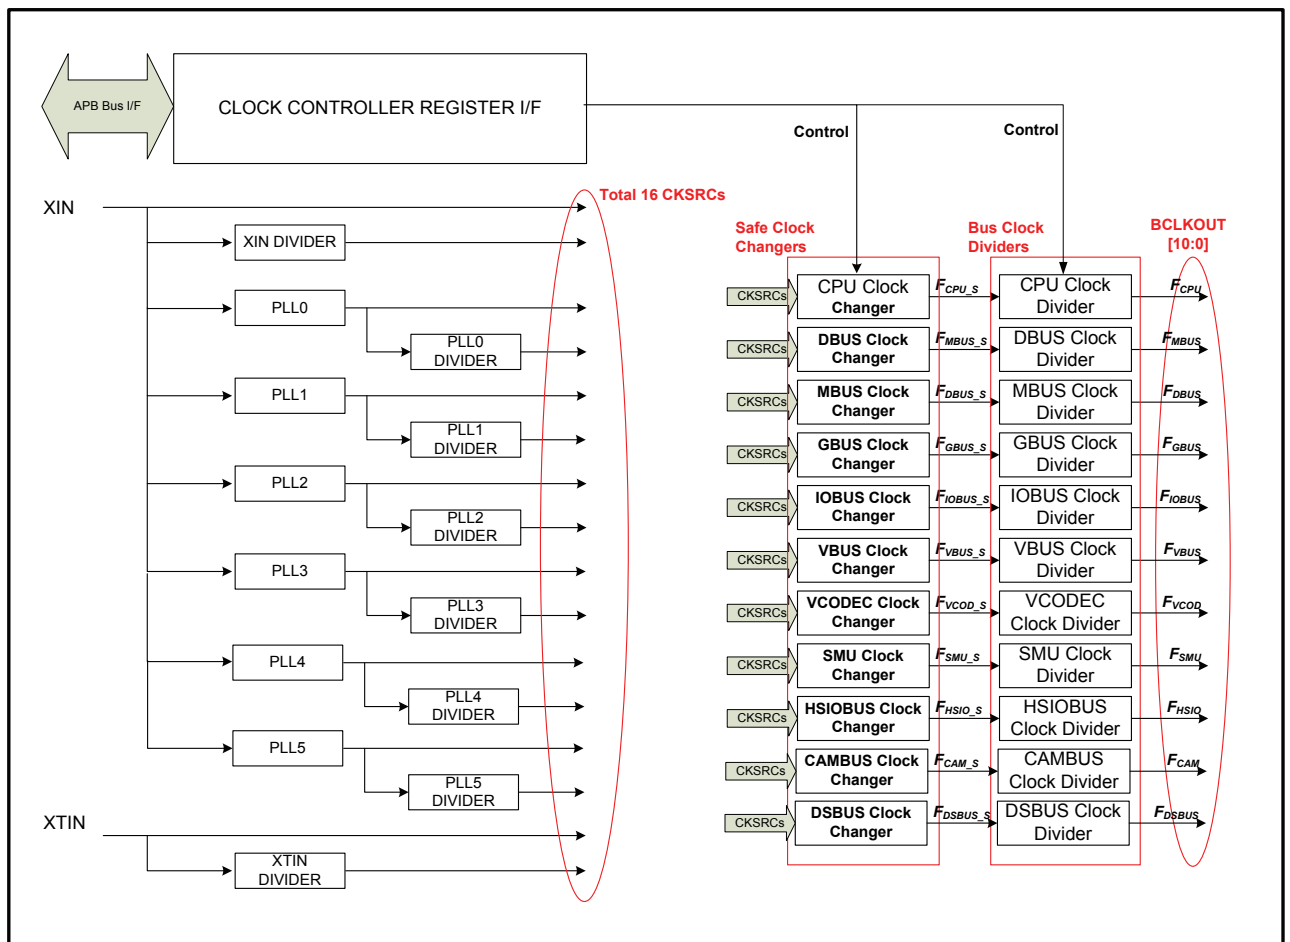 APB Bus I/F
CLOCK CONTROLLER REGISTER I/F
Control
Control
XIN
Total 16 CKSRCs
XIN DIVIDER
PLL0
PLL0
DIVIDER
PLL1
PLL1
DIVIDER
PLL2
PLL2
DIVIDER
PLL3
PLL3
DIVIDER
PLL4
PLL4
DIVIDER
PLL5
PLL5
DIVIDER
XTIN
XTIN
DIVIDER
Safe Clock
Changers
Bus Clock
Dividers
BCLKOUT
[10:0]
CKSRCs
CPU Clock
Changer
FCPU_S
CPU Clock
Divider
FCPU
CKSRCs
DBUS Clock
Changer
FMBUS_S
DBUS Clock
Divider
FMBUS
CKSRCs
MBUS Clock
Changer
FDBUS_S
MBUS Clock
Divider
FDBUS
CKSRCs
GBUS Clock
Changer
FGBUS_S
GBUS Clock
Divider
FGBUS
CKSRCs
IOBUS Clock
Changer
FIOBUS_S
IOBUS Clock
Divider
FIOBUS
CKSRCs
VBUS Clock
Changer
FVBUS_S
VBUS Clock
Divider
FVBUS
CKSRCs
VCODEC Clock
Changer
FVCOD_S
VCODEC
Clock Divider
FVCOD
CKSRCs
SMU Clock
Changer
FSMU_S
SMU Clock
Divider
FSMU
CKSRCs
HSIOBUS Clock
Changer
FHSIO_S
HSIOBUS
Clock Divider
FHSIO
CKSRCs
CAMBUS Clock
Changer
FCAM_S
CAMBUS
Clock Divider
FCAM
CKSRCs
DSBUS Clock
Changer
FDSBUS_S
DSBUS Clock
Divider
FDSBUS